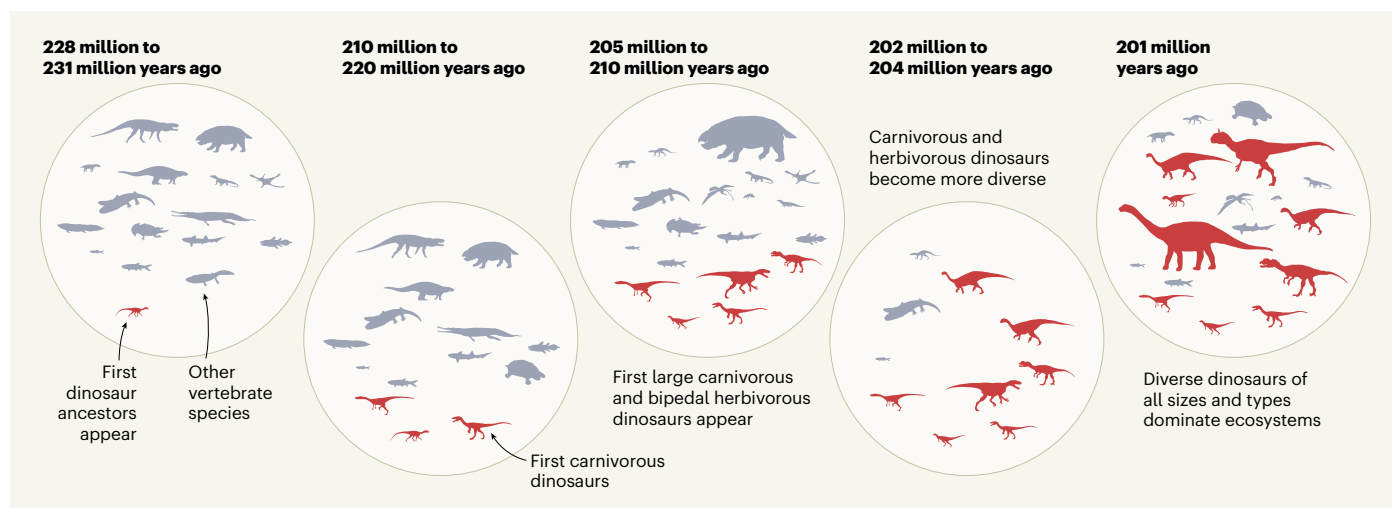 228 million to
231 million years ago
First
dinosaur
ancestors
appear
Other
vertebrate
species
210 million to
220 million years ago
First carnivorous
dinosaurs
205 million to
210 million years ago
First large carnivorous
and bipedal herbivorous
dinosaurs appear
202 million to
204 million years ago
Carnivorous and
herbivorous dinosaurs
become more diverse
201 million
years ago
Diverse dinosaurs of
all sizes and types
dominate ecosystems